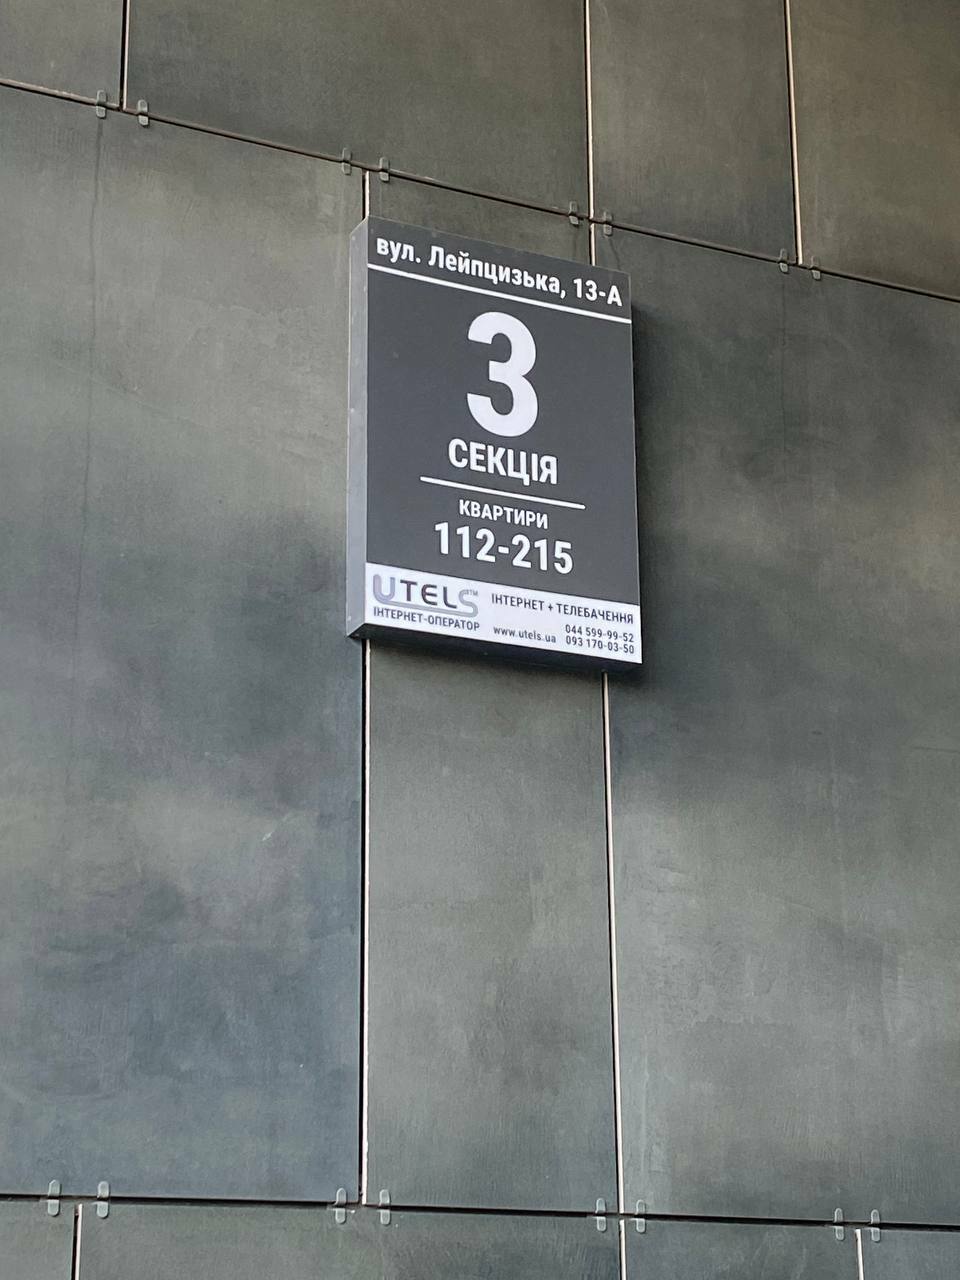 вул. Лейпцизька, 13-А
3
СЕКЦІЯ
КВАРТИРИ
112-215
UTELS™
ІНТЕРНЕТ-ОПЕРАТОР
ІНТЕРНЕТ + ТЕЛЕБАЧЕННЯ
www.utels.ua
044 599-99-52
093 170-03-50